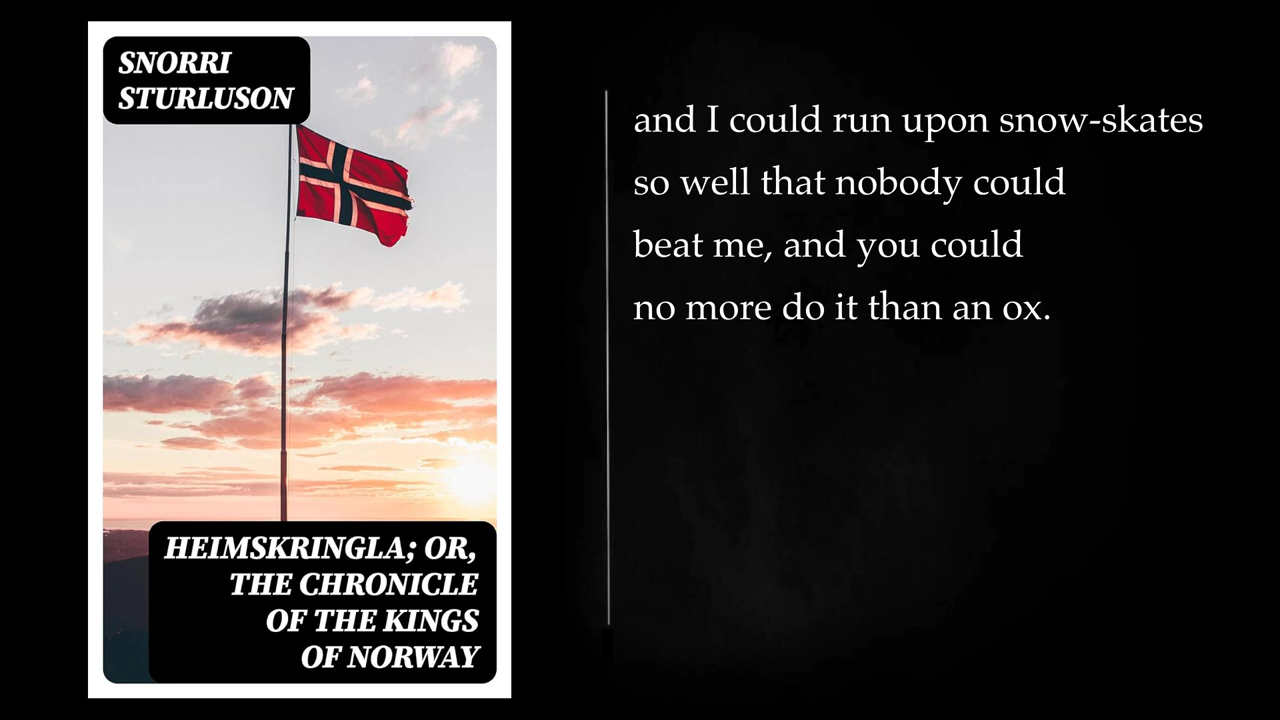 SNORRI
STURLUSON
HEIMSKRINGLA; OR,
THE CHRONICLE
OF THE KINGS
OF NORWAY
and I could run upon snow-skates
so well that nobody could
beat me, and you could
no more do it than an ox.